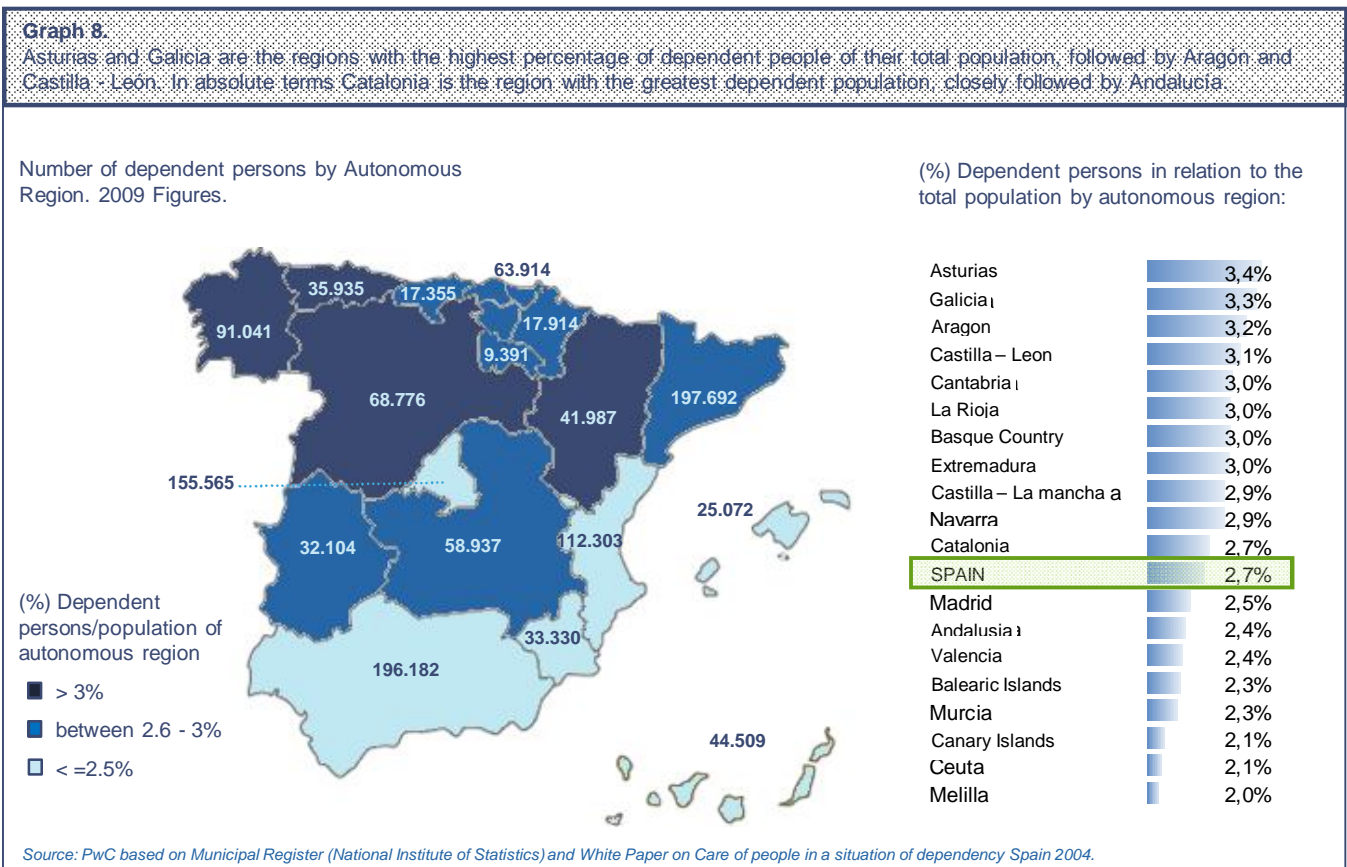 Graph 8.
Asturias and Galicia are the regions with the highest percentage of dependent people of their total population, followed by Aragón and
Castilla - León. In absolute terms Catalonia is the region with the greatest dependent population, closely followed by Andalucía.
Number of dependent persons by Autonomous
Region. 2009 Figures.
63.914
35.935
17.355
91.041
17.914
9.391
68.776
41.987
197.692
155.565
25.072
32.104
58.937
112.303
33.330
196.182
44.509
(%) Dependent
persons/population of
autonomous region
> 3%
between 2.6 - 3%
< =2.5%
(%) Dependent persons in relation to the
total population by autonomous region:
Asturias 3,4%
Galicia 3,3%
Aragon 3,2%
Castilla – Leon 3,1%
Cantabria 3,0%
La Rioja 3,0%
Basque Country 3,0%
Extremadura 3,0%
Castilla – La mancha a 2,9%
Navarra 2,9%
Catalonia 2,7%
SPAIN 2,7%
Madrid 2,5%
Andalusia 2,4%
Valencia 2,4%
Balearic Islands 2,3%
Murcia 2,3%
Canary Islands 2,1%
Ceuta 2,1%
Melilla 2,0%
Source: PwC based on Municipal Register (National Institute of Statistics) and White Paper on Care of people in a situation of dependency Spain 2004.